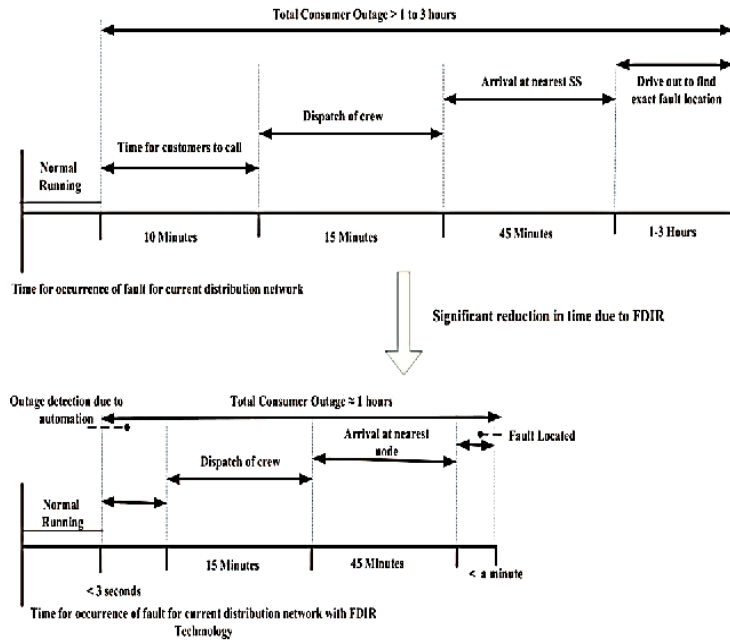 Total Consumer Outage > 1 to 3 hours
Arrival at nearest SS
Drive out to find
exact fault location
Dispatch of crew
Time for customers to call
Normal
Running
10 Minutes
15 Minutes
45 Minutes
1-3 Hours
Time for occurrence of fault for current distribution network
Significant reduction in time due to FDIR
Outage detection due to
automation
Total Consumer Outage ≈ 1 hours
Arrival at nearest
node
Fault Located
Dispatch of crew
Normal
Running
15 Minutes
45 Minutes
< a minute
< 3 seconds
Time for occurrence of fault for current distribution network with FDIR
Technology